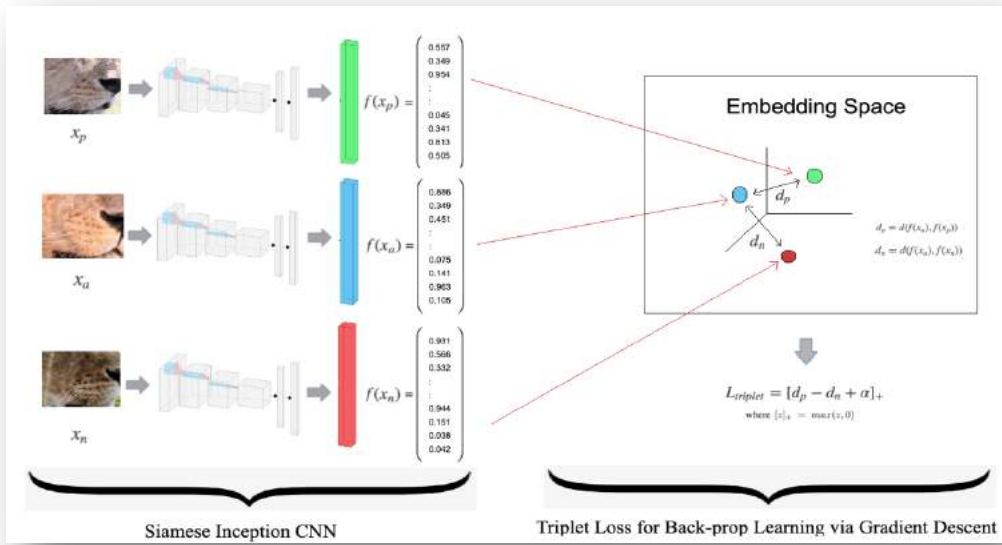 x_p
f(x_p) =
0.557
0.349
0.954
:
:
0.045
0.341
0.813
0.505
x_a
f(x_a) =
0.886
0.349
0.451
:
:
0.075
0.141
0.963
0.105
x_n
f(x_n) =
0.931
0.566
0.332
:
:
0.944
0.151
0.038
0.042
Siamese Inception CNN
Embedding Space
d_p
d_n
d_p = d(f(x_a), f(x_p))
d_n = d(f(x_a), f(x_n))
L_triplet = [d_p − d_n + α]_+
where [z]_+ = max(z, 0)
Triplet Loss for Back-prop Learning via Gradient Descent